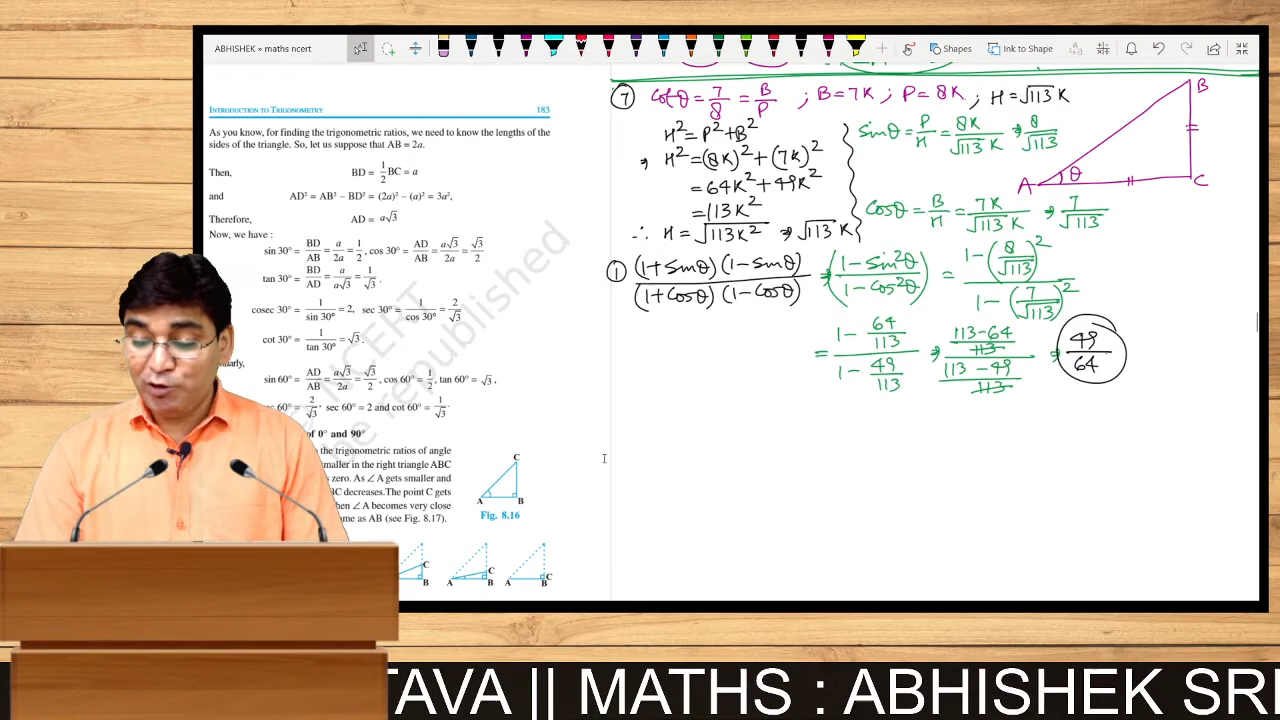 ABHISHEK » maths ncert
Shapes
Ink to Shape
INTRODUCTION TO TRIGONOMETRY 183
As you know, for finding the trigonometric ratios, we need to know the lengths of the
sides of the triangle. So, let us suppose that AB = 2a.
Then, BD = 1/2 BC = a
and AD² = AB² – BD² = (2a)² – (a)² = 3a²,
Therefore, AD = a√3
Now, we have :
sin 30° = BD/AB = a/2a = 1/2, cos 30° = AD/AB = a√3/2a = √3/2
tan 30° = BD/AD = a/a√3 = 1/√3.
cosec 30° = 1/sin 30° = 2, sec 30° = 1/cos 30° = 2/√3
cot 30° = 1/tan 30° = √3.
sin 60° = AD/AB = a√3/2a = √3/2, cos 60° = 1/2, tan 60° = √3,
60° = 2/√3, sec 60° = 2 and cot 60° = 1/√3.
of 0° and 90°
the trigonometric ratios of angle
smaller in the right triangle ABC
s zero. As ∠ A gets smaller and
BC decreases. The point C gets
hen ∠ A becomes very close
me as AB (see Fig. 8.17).
C
A B
Fig. 8.16
C
B
A
C
B
A
C
B
NCERT
be republished
⑦ cotθ = 7/8 = B/P ; B = 7K ; P = 8K ; H = √113 K
H² = P² + B²
⇒ H² = (8K)² + (7K)²
= 64K² + 49K²
= 113K²
∴ H = √113K² ⇒ √113 K
sinθ = P/H = 8K/√113 K ⇒ 8/√113
cosθ = B/H = 7K/√113 K ⇒ 7/√113
B
A θ C
① (1+sinθ)(1-sinθ)/(1+cosθ)(1-cosθ) ⇒ (1-sin²θ/1-cos²θ) = 1-(8/√113)²/1-(7/√113)²
= 1-64/113/1-49/113 ⇒ 113-64/113/113-49/113 ⇒ 49/64
TAVA || MATHS : ABHISHEK SRI